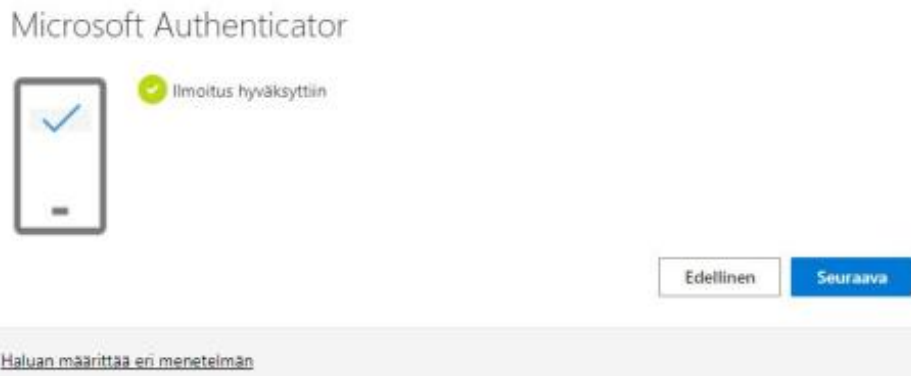 Microsoft Authenticator
Ilmoitus hyväksyttiin
Edellinen
Seuraava
Haluan määrittää eri menetelmän